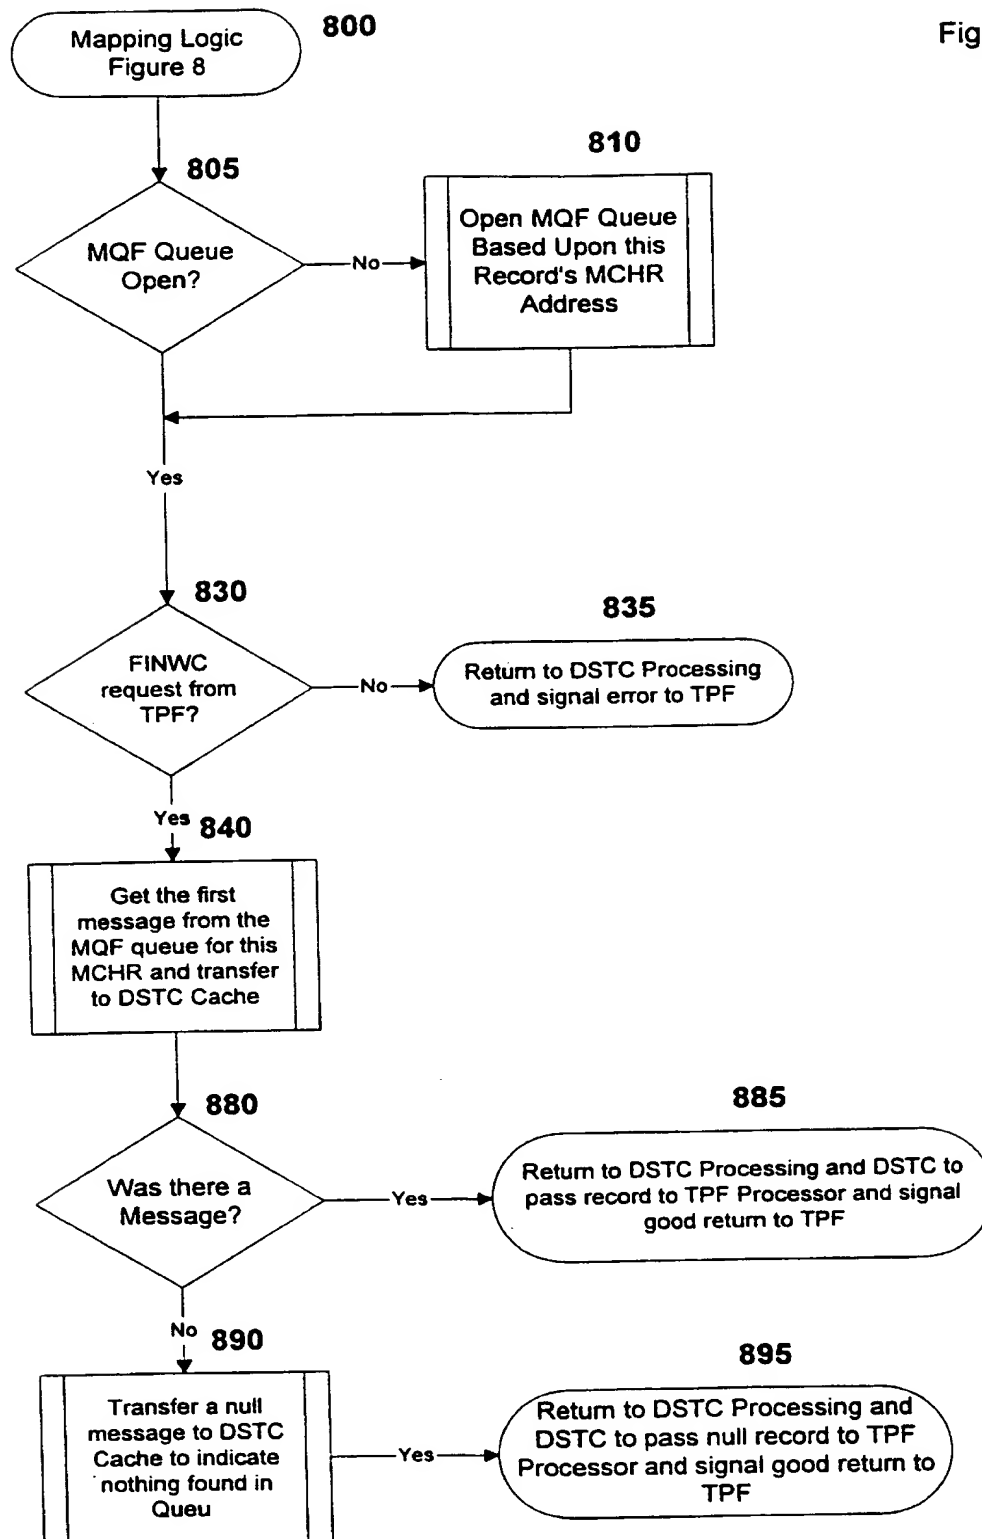 Mapping Logic
Figure 8
800
Fig
805
810
MQF Queue
Open?
No
Open MQF Queue
Based Upon this
Record's MCHR
Address
Yes
830
835
FINWC
request from
TPF?
No
Return to DSTC Processing
and signal error to TPF
Yes
840
Get the first
message from the
MQF queue for this
MCHR and transfer
to DSTC Cache
880
885
Was there a
Message?
Yes
Return to DSTC Processing and DSTC to
pass record to TPF Processor and signal
good return to TPF
No
890
895
Transfer a null
message to DSTC
Cache to indicate
nothing found in
Queu
Yes
Return to DSTC Processing and
DSTC to pass null record to TPF
Processor and signal good return to
TPF